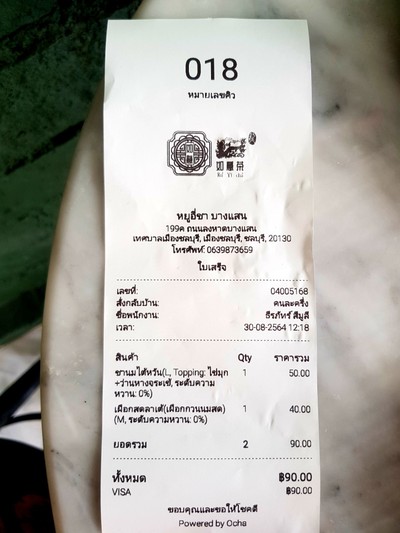 018
หมายเลขคิว
如意茶
Ru Yi cha
หยูอี่ชา บางแสน
199ค ถนนลงหาดบางแสน
เทศบาลเมืองชลบุรี, เมืองชลบุรี, ชลบุรี, 20130
โทรศัพท์: 0639873659
ใบเสร็จ
เลขที่: 04005168
สั่งกลับบ้าน: คนละครึ่ง
ชื่อพนักงาน: ธีรภัทร์ สีมูลี
เวลา: 30-08-2564 12:18
สินค้า Qty ราคารวม
ชานมไต้หวัน(L, Topping: ไข่มุก 1 50.00
+ว่านหางจระเข้, ระดับความ
หวาน: 0%)
เผือกสดลาเต้(เผือกกวนนมสด) 1 40.00
(M, ระดับความหวาน: 0%)
ยอดรวม 2 90.00
ทั้งหมด ฿90.00
VISA ฿90.00
ขอบคุณและขอให้โชคดี
Powered by Ocha